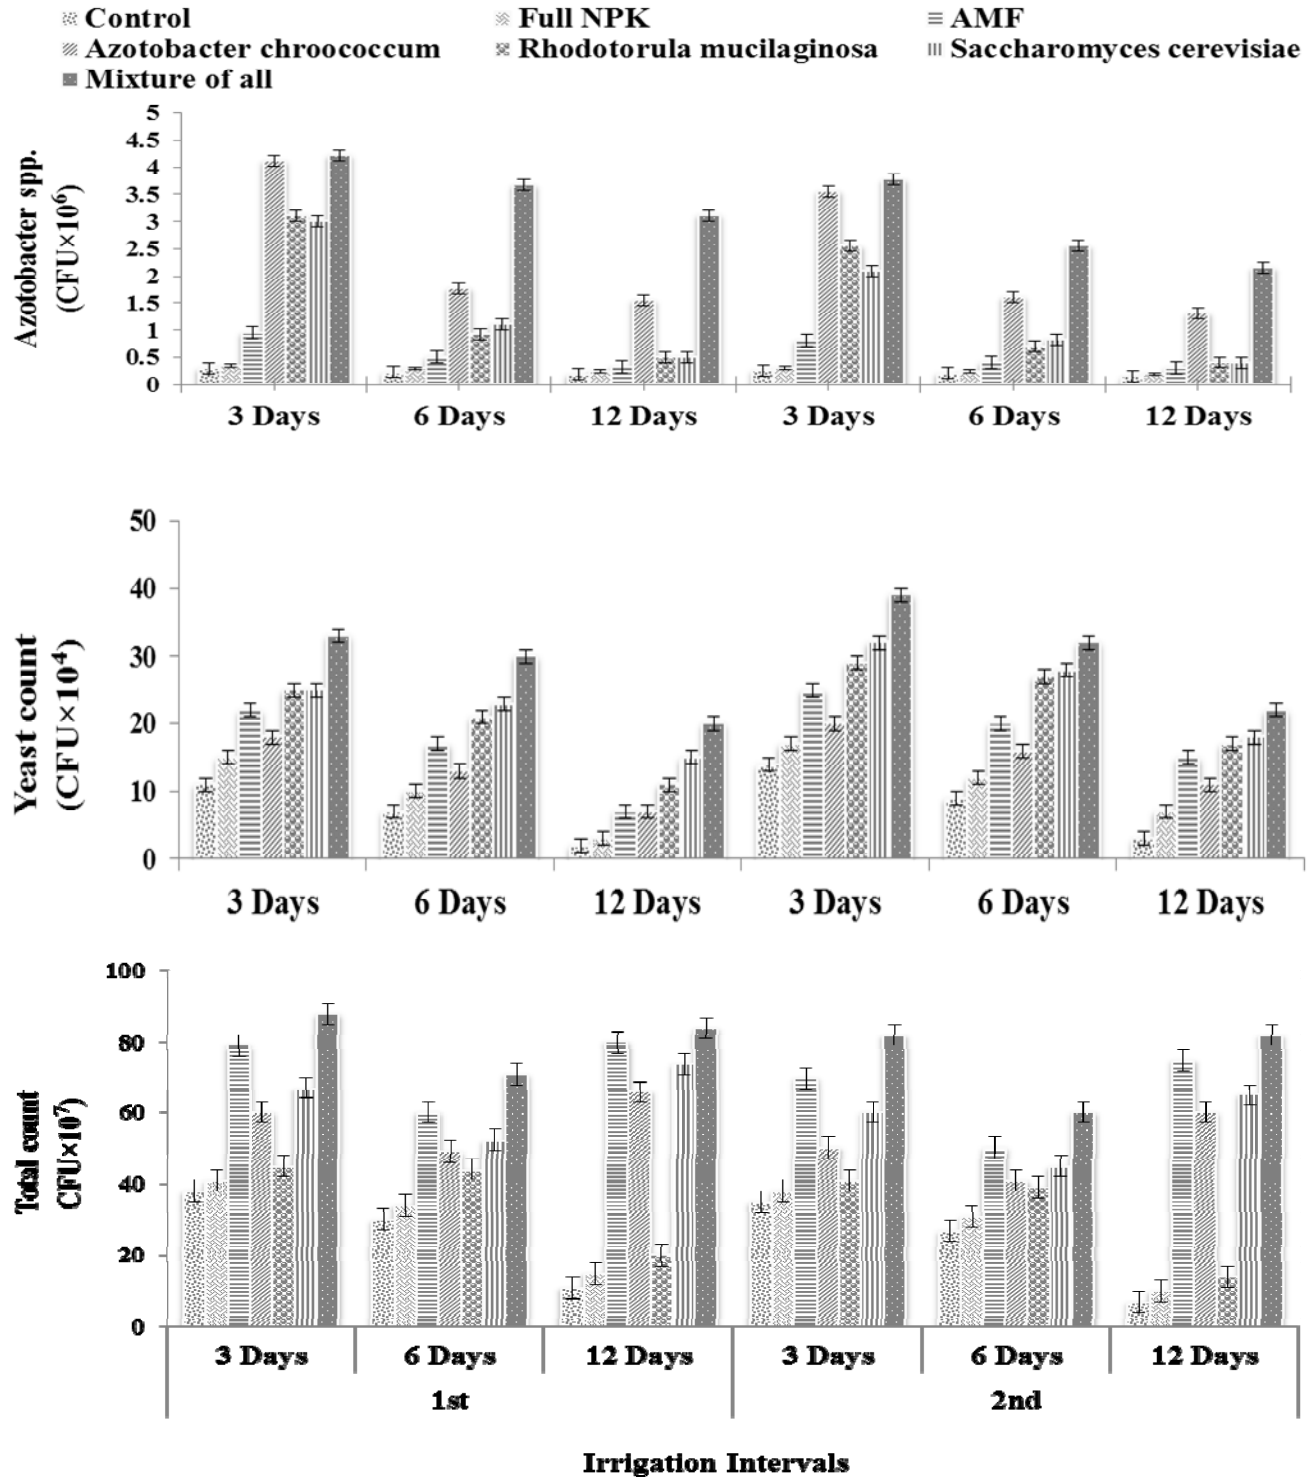 Control Full NPK AMF
Azotobacter chroococcum Rhodotorula mucilaginosa Saccharomyces cerevisiae
Mixture of all
Azotobacter spp.
(CFU×10⁶)
5
4.5
4
3.5
3
2.5
2
1.5
1
0.5
0
3 Days 6 Days 12 Days 3 Days 6 Days 12 Days
Yeast count
(CFU×10⁴)
50
40
30
20
10
0
3 Days 6 Days 12 Days 3 Days 6 Days 12 Days
Total count
CFU×10⁷)
100
80
60
40
20
0
3 Days 6 Days 12 Days 3 Days 6 Days 12 Days
1st 2nd
Irrigation Intervals